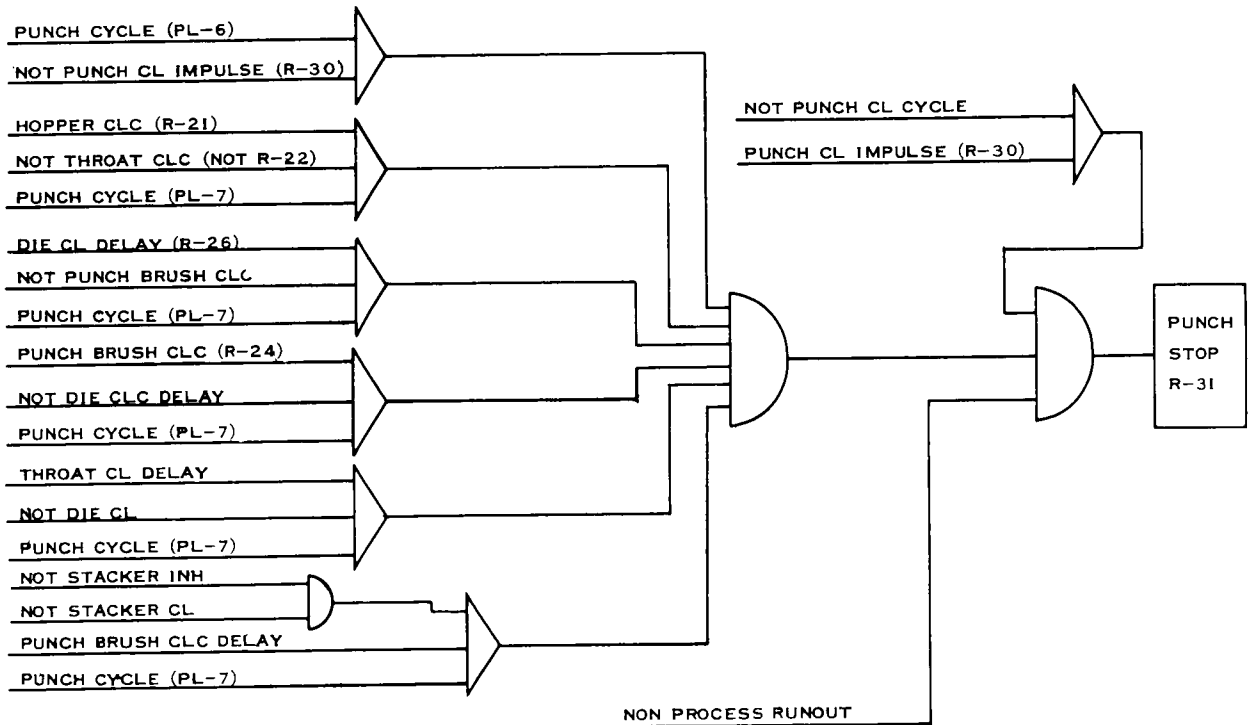 PUNCH CYCLE (PL-6)
NOT PUNCH CL IMPULSE (R-30)
HOPPER CLC (R-21)
NOT THROAT CLC (NOT R-22)
PUNCH CYCLE (PL-7)
DIE CL DELAY (R-26)
NOT PUNCH BRUSH CLC
PUNCH CYCLE (PL-7)
PUNCH BRUSH CLC (R-24)
NOT DIE CLC DELAY
PUNCH CYCLE (PL-7)
THROAT CL DELAY
NOT DIE CL
PUNCH CYCLE (PL-7)
NOT STACKER INH
NOT STACKER CL
PUNCH BRUSH CLC DELAY
PUNCH CYCLE (PL-7)
NOT PUNCH CL CYCLE
PUNCH CL IMPULSE (R-30)
NON PROCESS RUNOUT
PUNCH
STOP
R-31